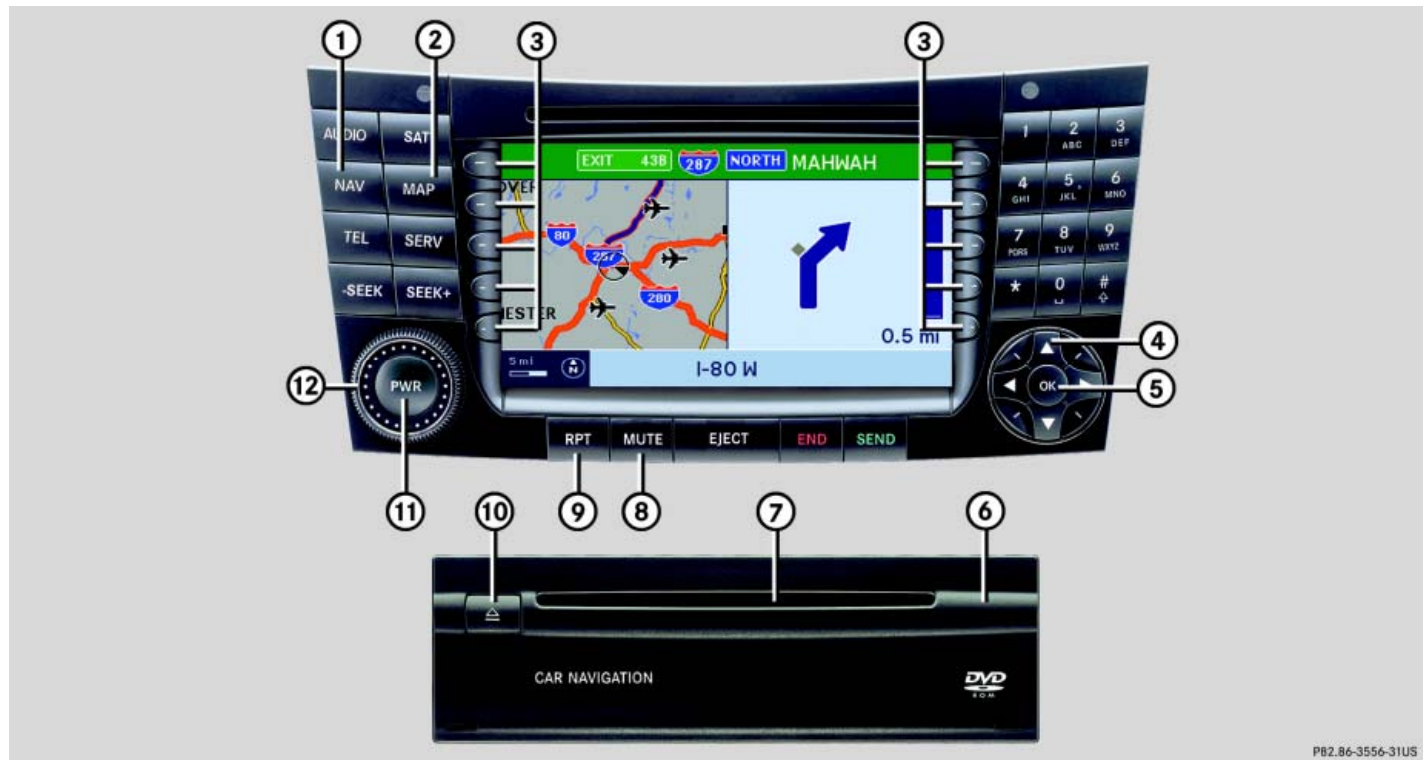 1
2
3
3
AUDIO
SAT
NAV
MAP
TEL
SERV
-SEEK
SEEK+
PWR
12
11
EXIT 43B 287 NORTH MAHWAH
OVER
80
287
280
ESTER
0.5 mi
5 mi
N
I-80 W
1
2 ABC
3 DEF
4 GHI
5 JKL
6 MNO
7 PQRS
8 TUV
9 WXYZ
*
0
#
4
OK
5
RPT
MUTE
EJECT
END
SEND
10
9
8
7
6
CAR NAVIGATION
DVD
ROM
P82.86-3556-31US